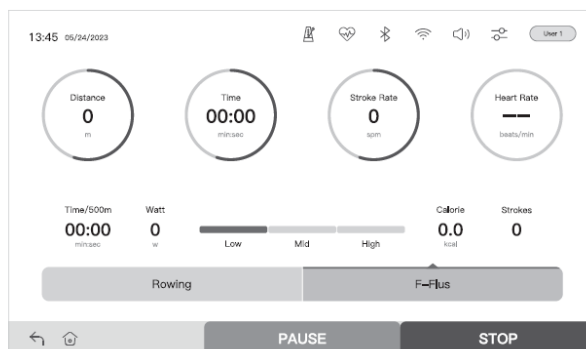 13:45 05/24/2023
User 1
Distance
0
m
Time
00:00
min:sec
Stroke Rate
0
spm
Heart Rate
--
beats/min
Time/500m
00:00
min:sec
Watt
0
w
Low Mid High
Calorie
0.0
kcal
Strokes
0
Rowing
F-Flus
PAUSE
STOP